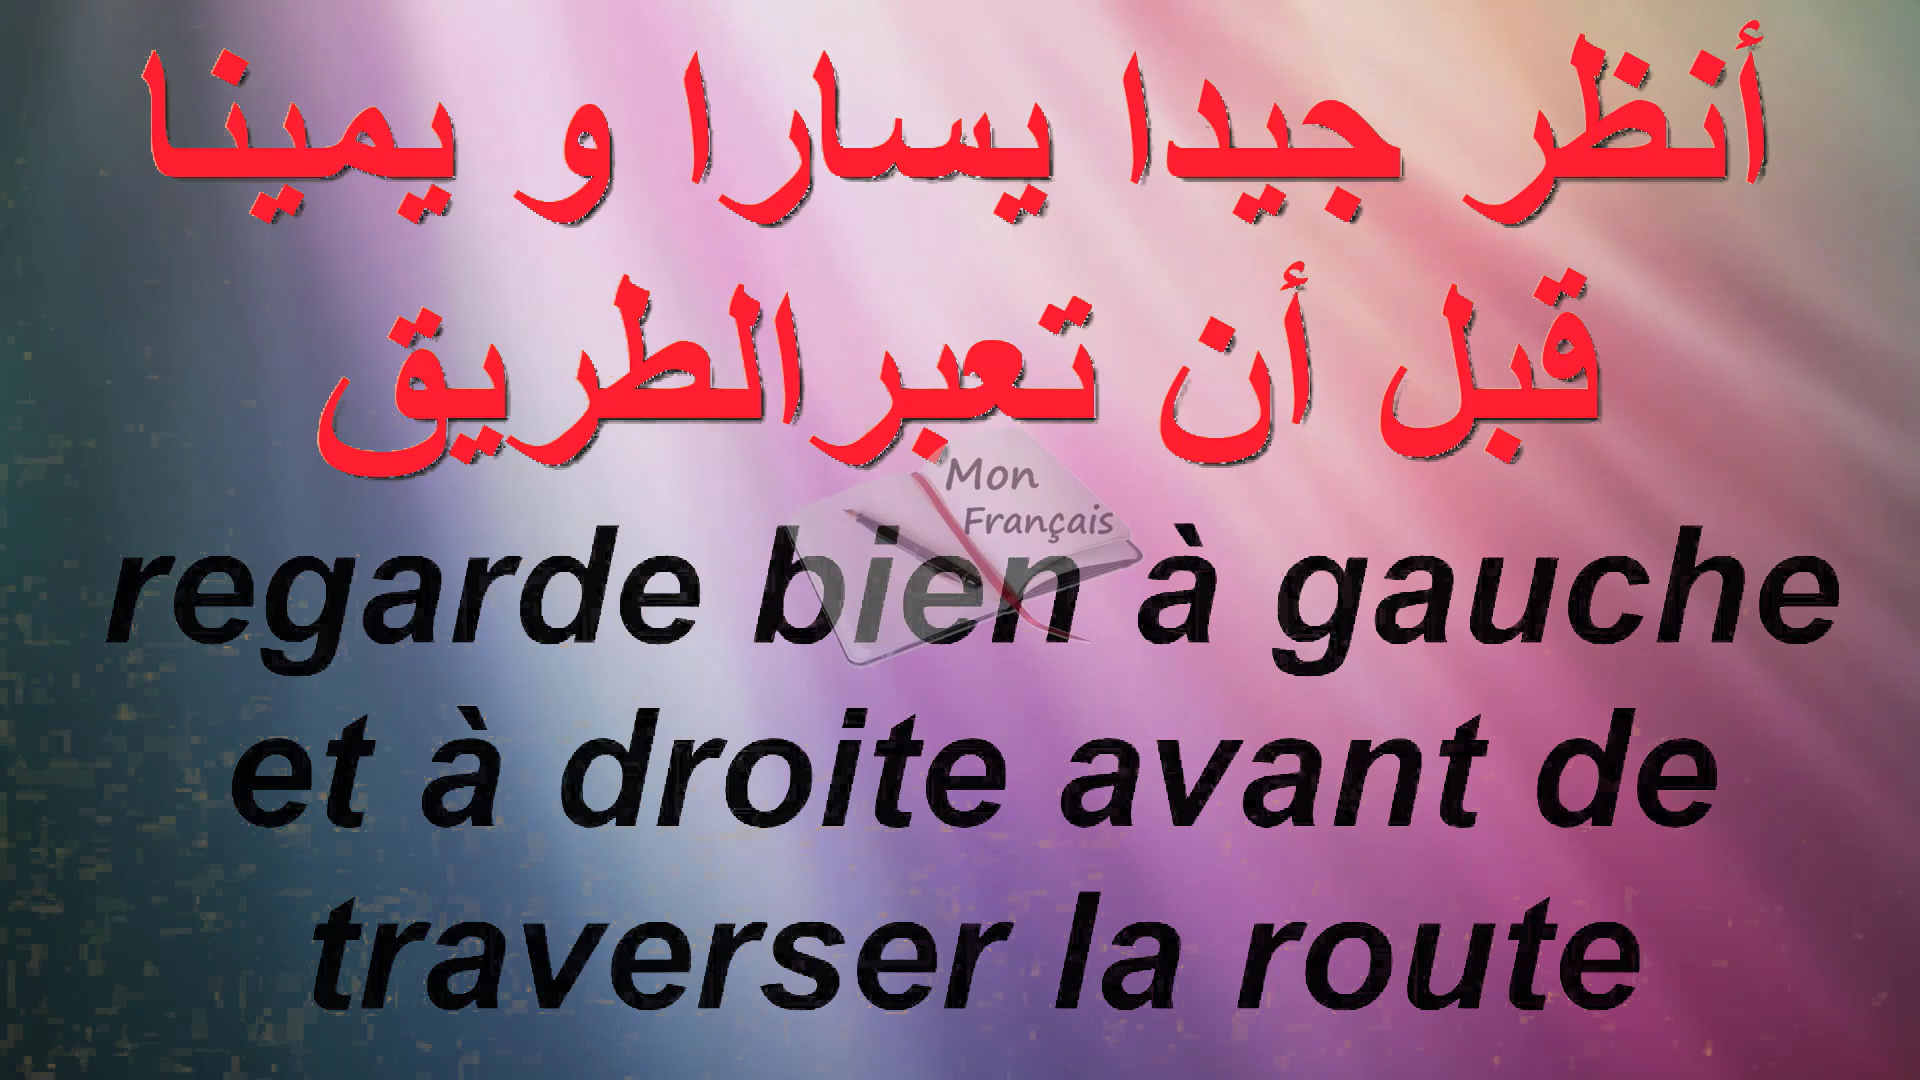 أنظر جيدا يسارا و يمينا
قبل أن تعبرالطريق
Mon
Français
regarde bien à gauche
et à droite avant de
traverser la route